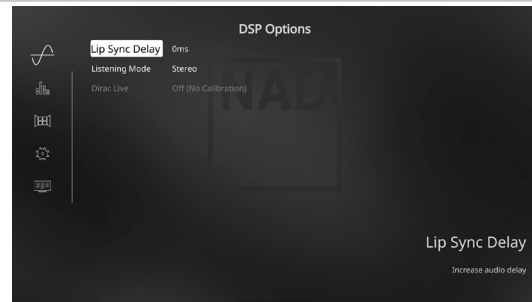 DSP Options
Lip Sync Delay 0ms
Listening Mode Stereo
Dirac Live Off (No Calibration)
NAD
Lip Sync Delay
Increase audio delay